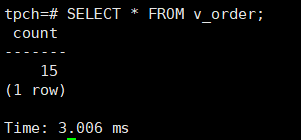 tpch=# SELECT * FROM v_order;
 count
-------
    15
(1 row)

Time: 3.006 ms